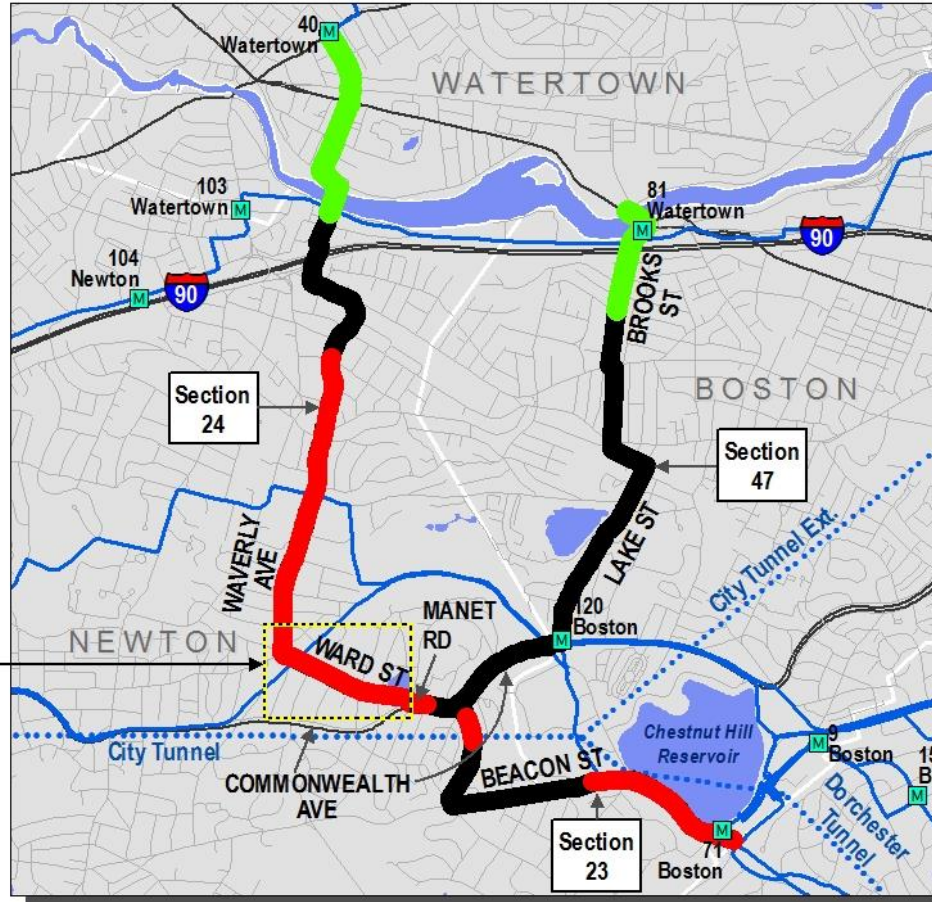 40
Watertown
WATERTOWN
103
Watertown
81
Watertown
90
104
Newton
90
BROOKS
ST
Section
24
BOSTON
Section
47
WAVERLY
AVE
LAKE ST
City Tunnel Ext.
MANET
RD
120
Boston
NEWTON
WARD ST
Chestnut Hill
Reservoir
9
Boston
City Tunnel
COMMONWEALTH
AVE
BEACON ST
15
B
Dorchester
Tunnel
Section
23
71
Boston
M
M
M
M
M
M
M
M